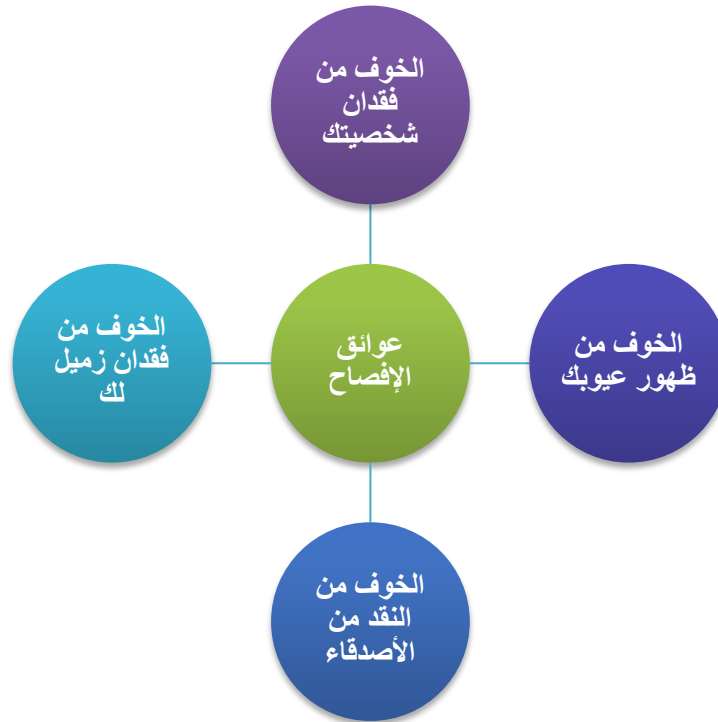 الخوف من
فقدان
شخصيتك
عوائق
الإفصاح
الخوف من
ظهور عيوبك
الخوف من
النقد من
الأصدقاء
الخوف من
فقدان زميل
لك